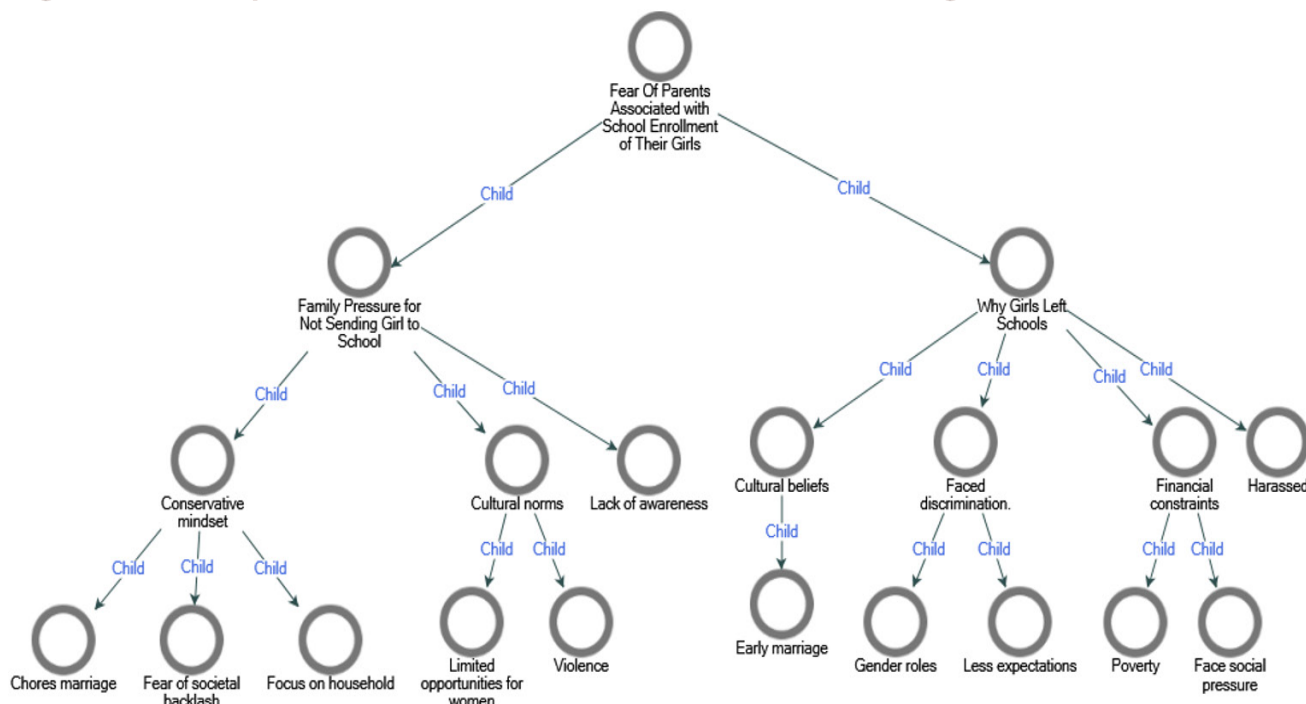 Fear Of Parents
Associated with
School Enrollment
of Their Girls
Child
Child
Family Pressure for
Not Sending Girl to
School
Why Girls Left
Schools
Child
Child
Child
Child
Child
Child
Child
Conservative
mindset
Cultural norms
Lack of awareness
Cultural beliefs
Faced
discrimination.
Financial
constraints
Harassed
Child
Child
Child
Child
Child
Child
Child
Child
Child
Child
Chores marriage
Fear of societal
backlash
Focus on household
Limited
opportunities for
women
Violence
Early marriage
Gender roles
Less expectations
Poverty
Face social
pressure